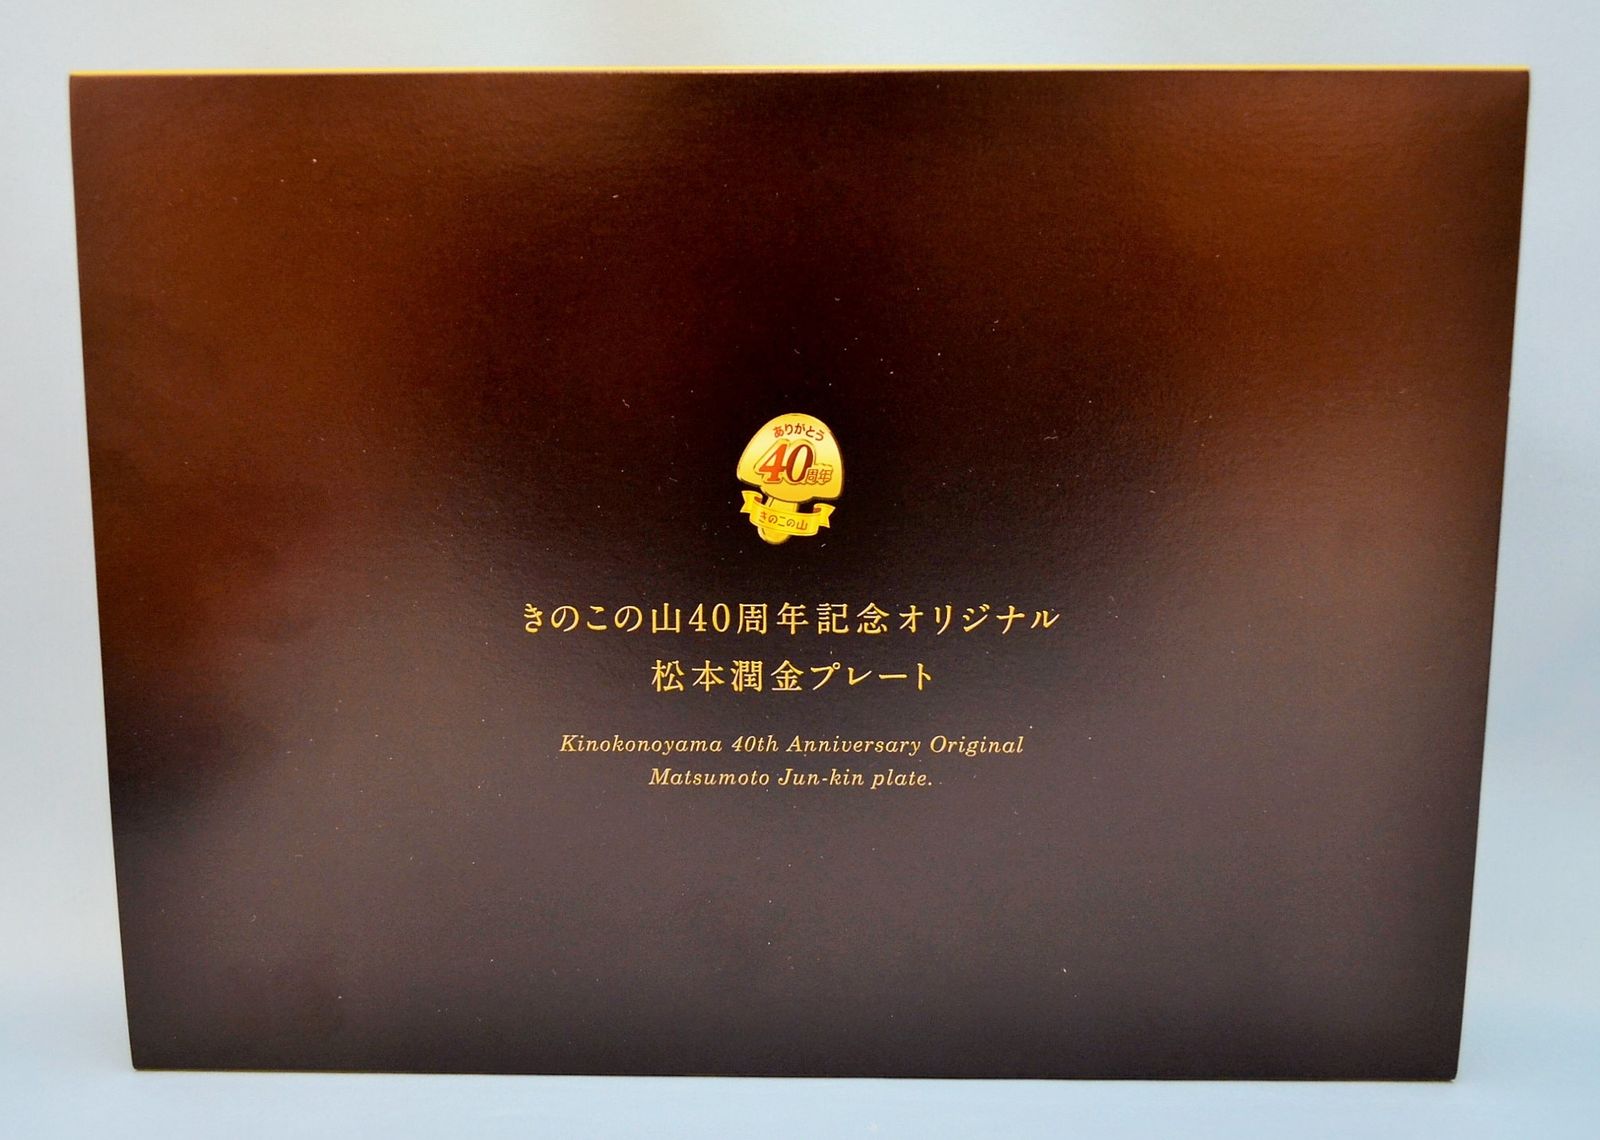 ありがとう
40周年
きのこの山
きのこの山40周年記念オリジナル
松本潤金プレート
Kinokonoyama 40th Anniversary Original
Matsumoto Jun-kin plate.